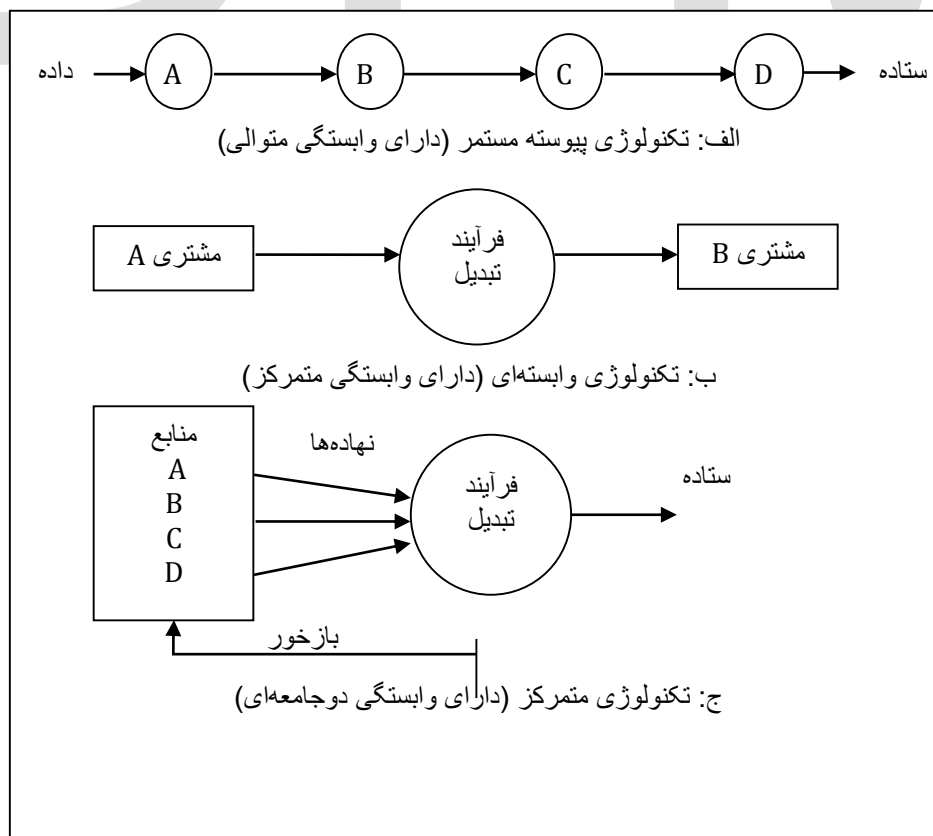 داده A B C D ستاده
الف: تکنولوژی پیوسته مستمر (دارای وابستگی متوالی)
مشتری A
فرآیند
تبدیل
مشتری B
ب: تکنولوژی وابسته‌ای (دارای وابستگی متمرکز)
منابع
A
B
C
D
نهاده‌ها
فرآیند
تبدیل
ستاده
بازخور
ج: تکنولوژی متمرکز (دارای وابستگی دوجامعه‌ای)